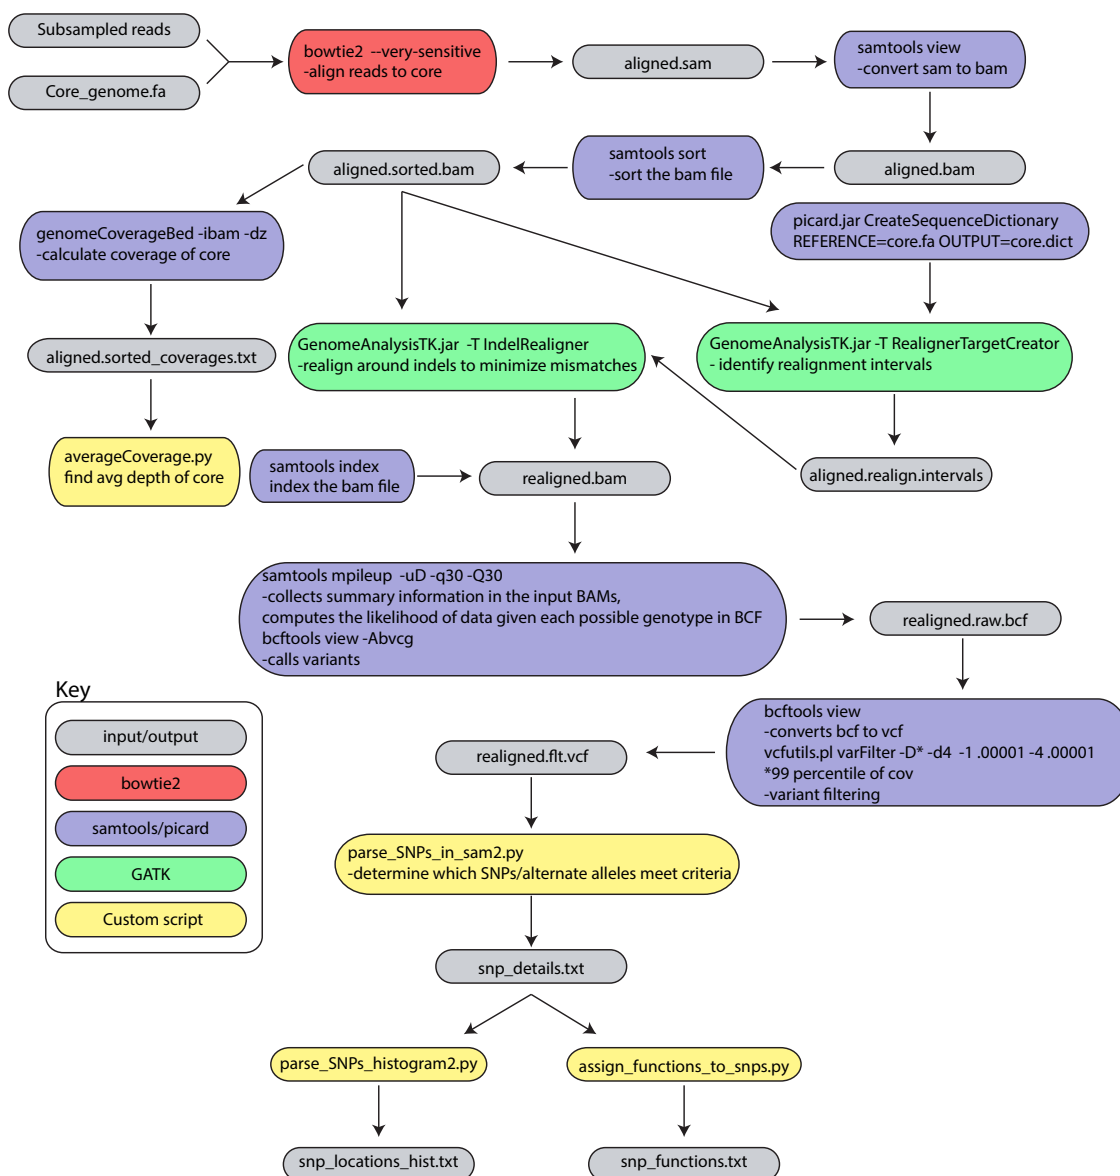 Subsampled reads
Core_genome.fa
bowtie2 --very-sensitive
-align reads to core
aligned.sam
samtools view
-convert sam to bam
aligned.sorted.bam
samtools sort
-sort the bam file
aligned.bam
genomeCoverageBed -ibam -dz
-calculate coverage of core
picard.jar CreateSequenceDictionary
REFERENCE=core.fa OUTPUT=core.dict
aligned.sorted_coverages.txt
GenomeAnalysisTK.jar -T IndelRealigner
-realign around indels to minimize mismatches
GenomeAnalysisTK.jar -T RealignerTargetCreator
- identify realignment intervals
averageCoverage.py
find avg depth of core
samtools index
index the bam file
realigned.bam
aligned.realign.intervals
samtools mpileup -uD -q30 -Q30
-collects summary information in the input BAMs,
computes the likelihood of data given each possible genotype in BCF
bcftools view -Abvcg
-calls variants
realigned.raw.bcf
bcftools view
-converts bcf to vcf
vcfutils.pl varFilter -D* -d4 -1 .00001 -4 .00001
*99 percentile of cov
-variant filtering
realigned.flt.vcf
Key
input/output
bowtie2
samtools/picard
GATK
Custom script
parse_SNPs_in_sam2.py
-determine which SNPs/alternate alleles meet criteria
snp_details.txt
parse_SNPs_histogram2.py
assign_functions_to_snps.py
snp_locations_hist.txt
snp_functions.txt